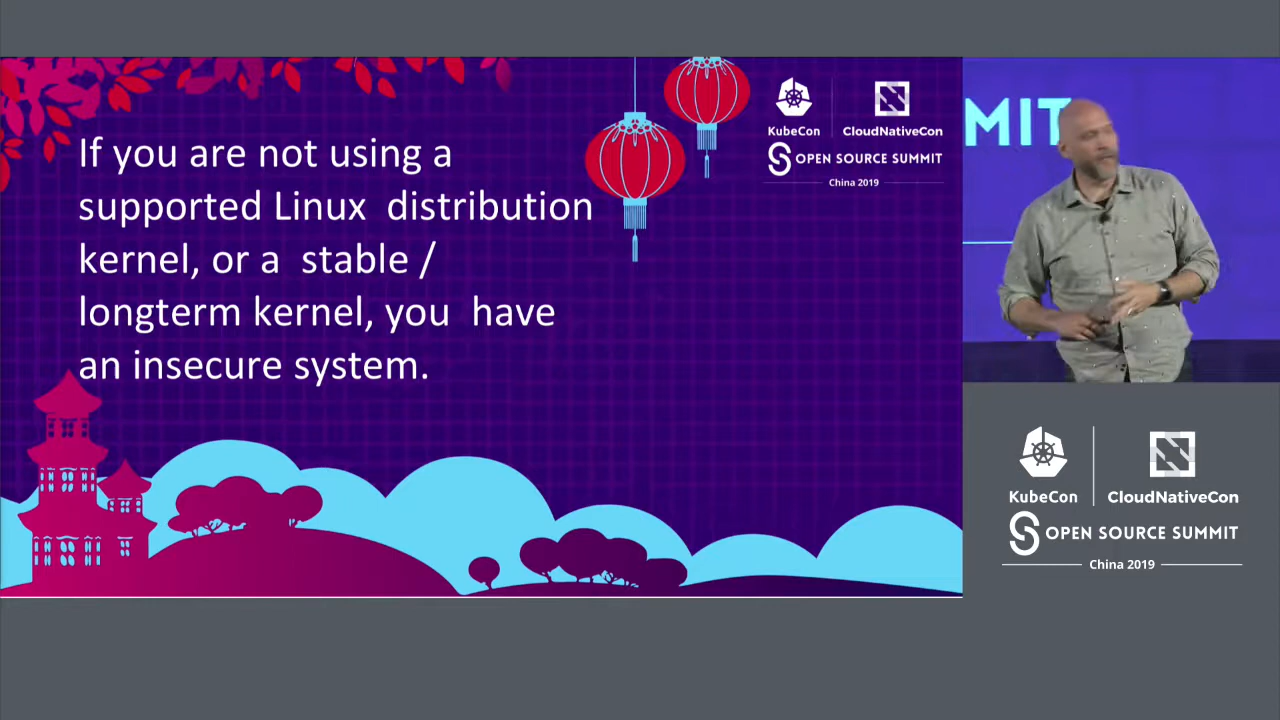 If you are not using a
supported Linux distribution
kernel, or a stable /
longterm kernel, you have
an insecure system.
KubeCon
CloudNativeCon
OPEN SOURCE SUMMIT
China 2019
MIT
KubeCon
CloudNativeCon
OPEN SOURCE SUMMIT
China 2019